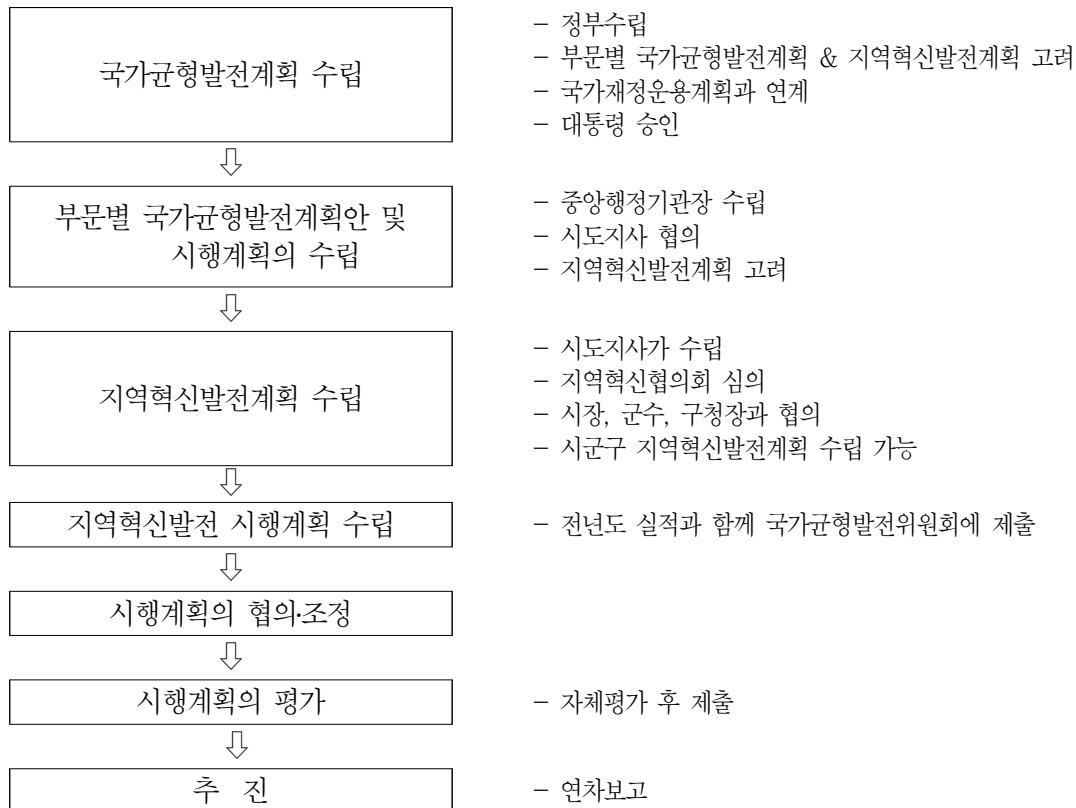 국가균형발전계획 수립
– 정부수립
– 부문별 국가균형발전계획 & 지역혁신발전계획 고려
– 국가재정운용계획과 연계
– 대통령 승인
⇩
부문별 국가균형발전계획안 및
시행계획의 수립
– 중앙행정기관장 수립
– 시도지사 협의
– 지역혁신발전계획 고려
⇩
지역혁신발전계획 수립
– 시도지사가 수립
– 지역혁신협의회 심의
– 시장, 군수, 구청장과 협의
– 시군구 지역혁신발전계획 수립 가능
⇩
지역혁신발전 시행계획 수립
– 전년도 실적과 함께 국가균형발전위원회에 제출
⇩
시행계획의 협의·조정
⇩
시행계획의 평가
– 자체평가 후 제출
⇩
추 진
– 연차보고